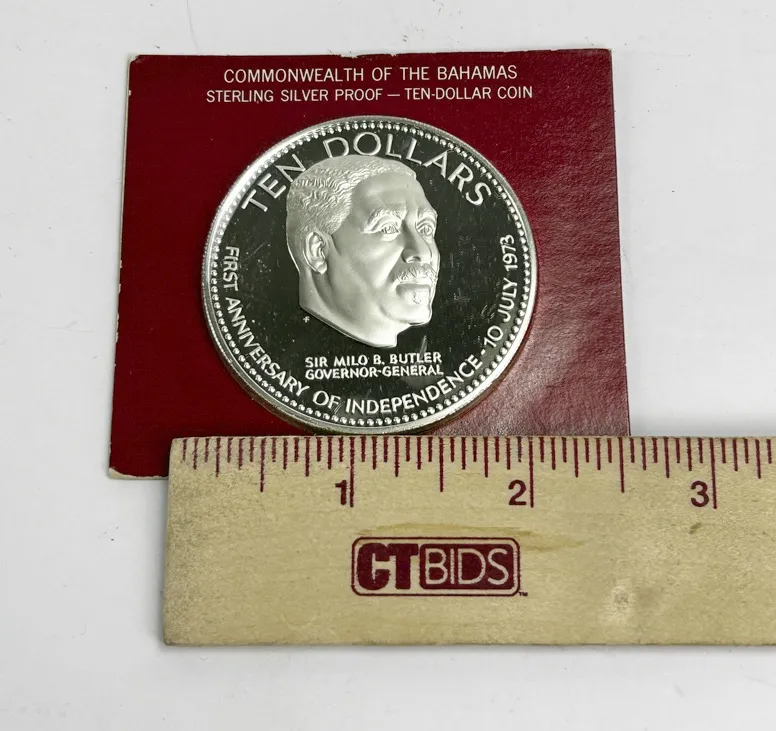 COMMONWEALTH OF THE BAHAMAS
STERLING SILVER PROOF — TEN-DOLLAR COIN
TEN DOLLARS
FIRST ANNIVERSARY OF INDEPENDENCE · 10 JULY 1973
SIR MILO B. BUTLER
GOVERNOR-GENERAL
1 2 3
CTBIDS™